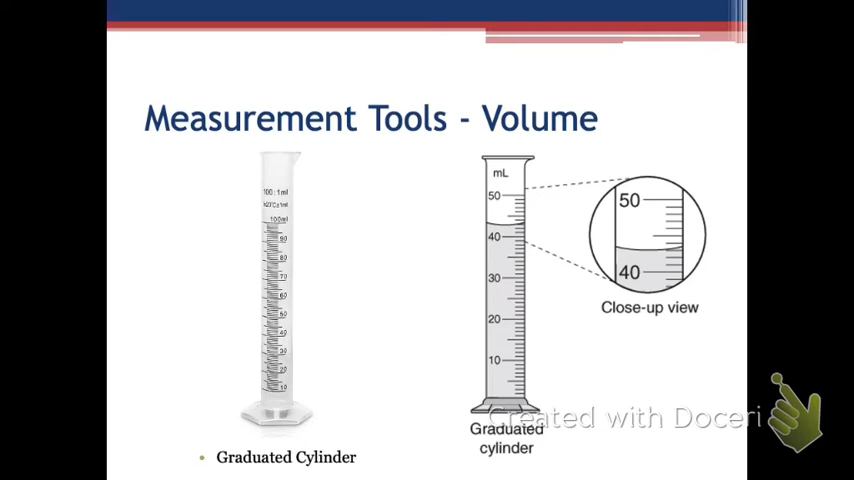 Measurement Tools - Volume
100 : 1ml
100ml
90
80
70
60
50
40
30
20
10
mL
50
40
30
20
10
50
40
Close-up view
Graduated
cylinder
Created with Doceri
• Graduated Cylinder